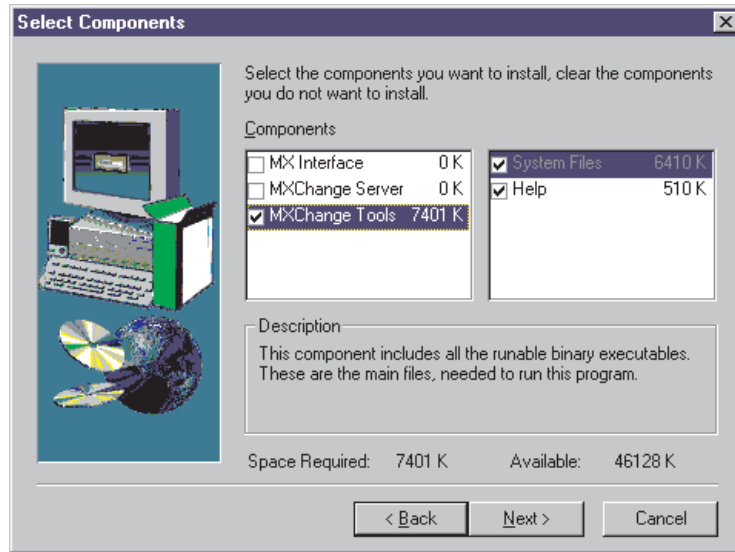 Select Components
Select the components you want to install, clear the components
you do not want to install.
Components
MX Interface 0 K
MXChange Server 0 K
MXChange Tools 7401 K
System Files 6410 K
Help 510 K
Description
This component includes all the runable binary executables.
These are the main files, needed to run this program.
Space Required: 7401 K Available: 46128 K
< Back Next > Cancel